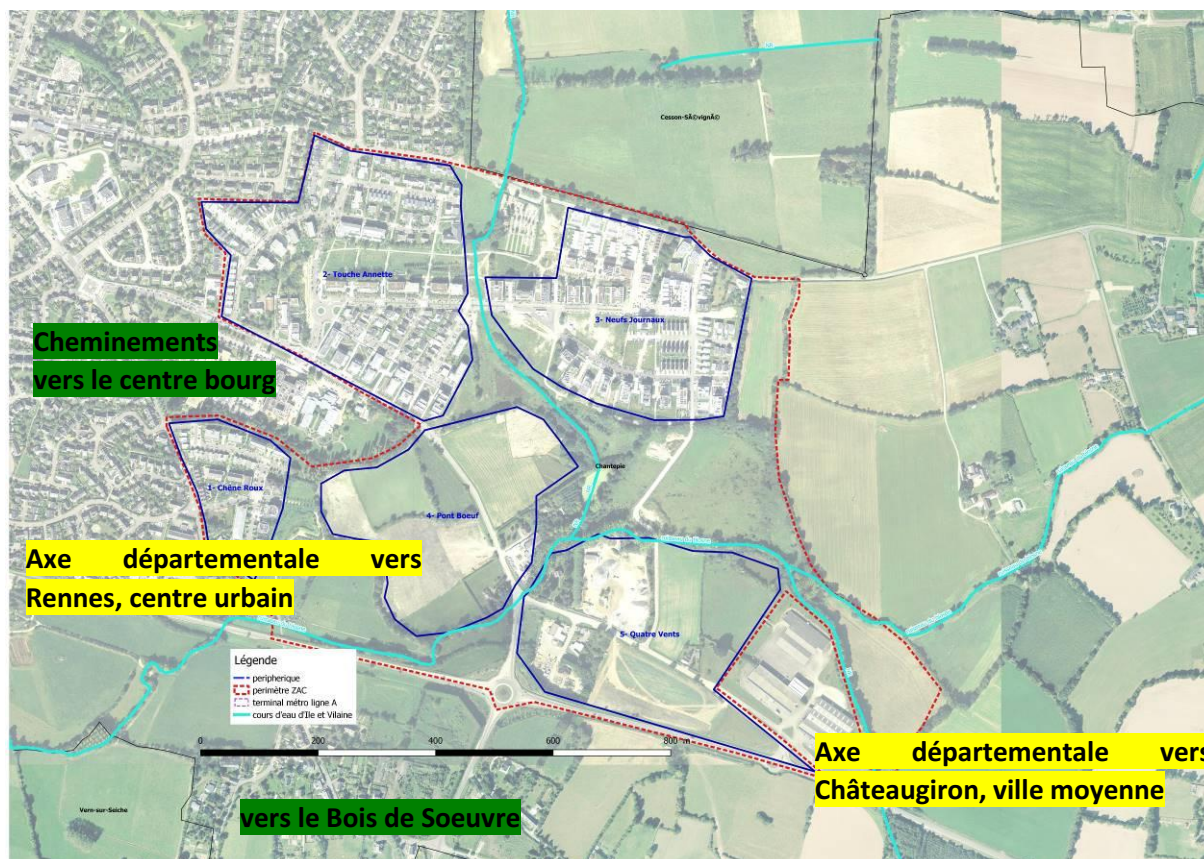 Cesson-SÃ©vignÃ©
2- Touche Annette
3- Neufs Journaux
Cheminements
vers le centre bourg
Chantepie
1- Chêne Roux
4- Pont Boeuf
Axe départementale vers
Rennes, centre urbain
5- Quatre Vents
Légende
peripherique
perimètre ZAC
terminal métro ligne A
cours d'eau d'Ile et Vilaine
0 200 400 600 800 m
Axe départementale vers
Châteaugiron, ville moyenne
Vern-sur-Seiche
vers le Bois de Soeuvre